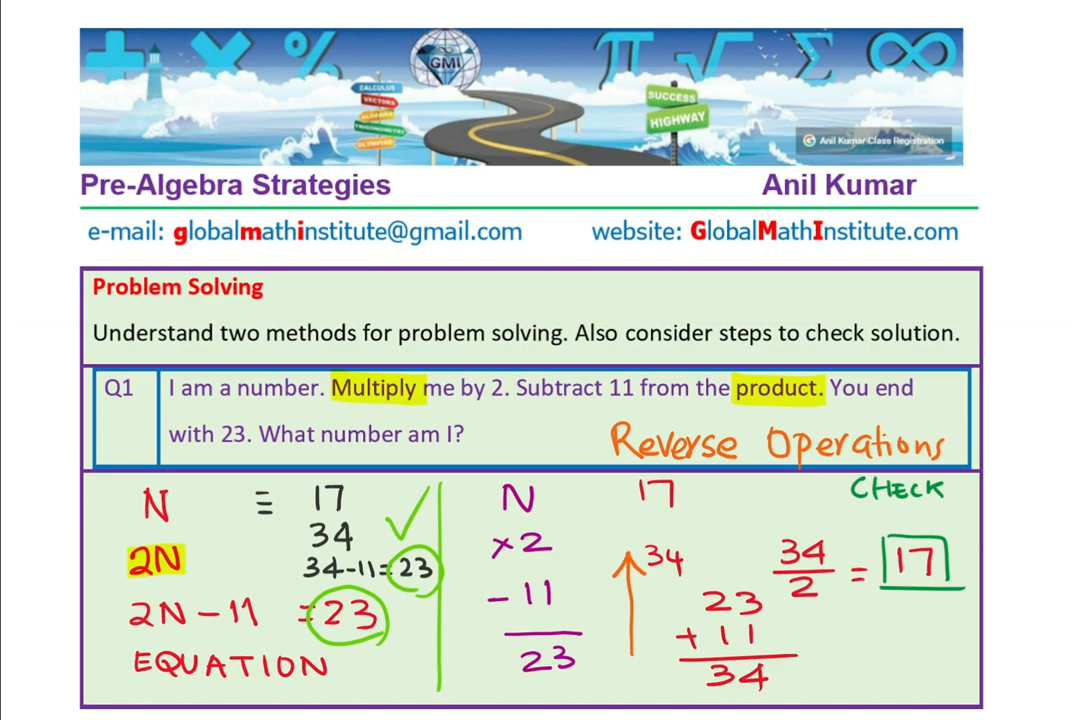 + × % GMI π √ Σ ∞
CALCULUS
VECTORS
ALGEBRA
TRIGONOMETRY
OLYMPIAD
SUCCESS
HIGHWAY
Anil Kumar Class Registration
Pre-Algebra Strategies Anil Kumar
e-mail: globalmathinstitute@gmail.com website: GlobalMathInstitute.com
Problem Solving
Understand two methods for problem solving. Also consider steps to check solution.
Q1 I am a number. Multiply me by 2. Subtract 11 from the product. You end
with 23. What number am I?
Reverse Operations
N ≡ 17
34
2N
34-11=23
2N-11 =23
EQUATION
N
×2
-11
23
17
34
23
+11
34
CHECK
34/2 = 17